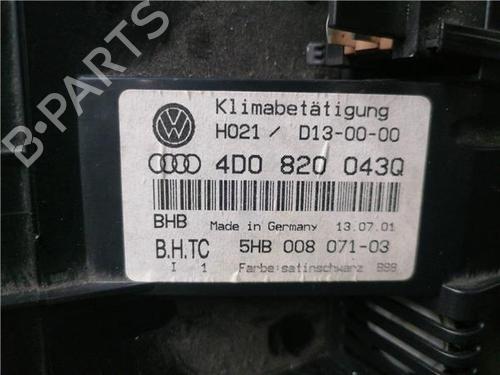 B-PARTS
Klimabetätigung
H021 / D13-00-00
4D0 820 043Q
BHB Made in Germany 13.07.01
B.H.TC 5HB 008 071-03
I 1 Farbe:satinschwarz B98